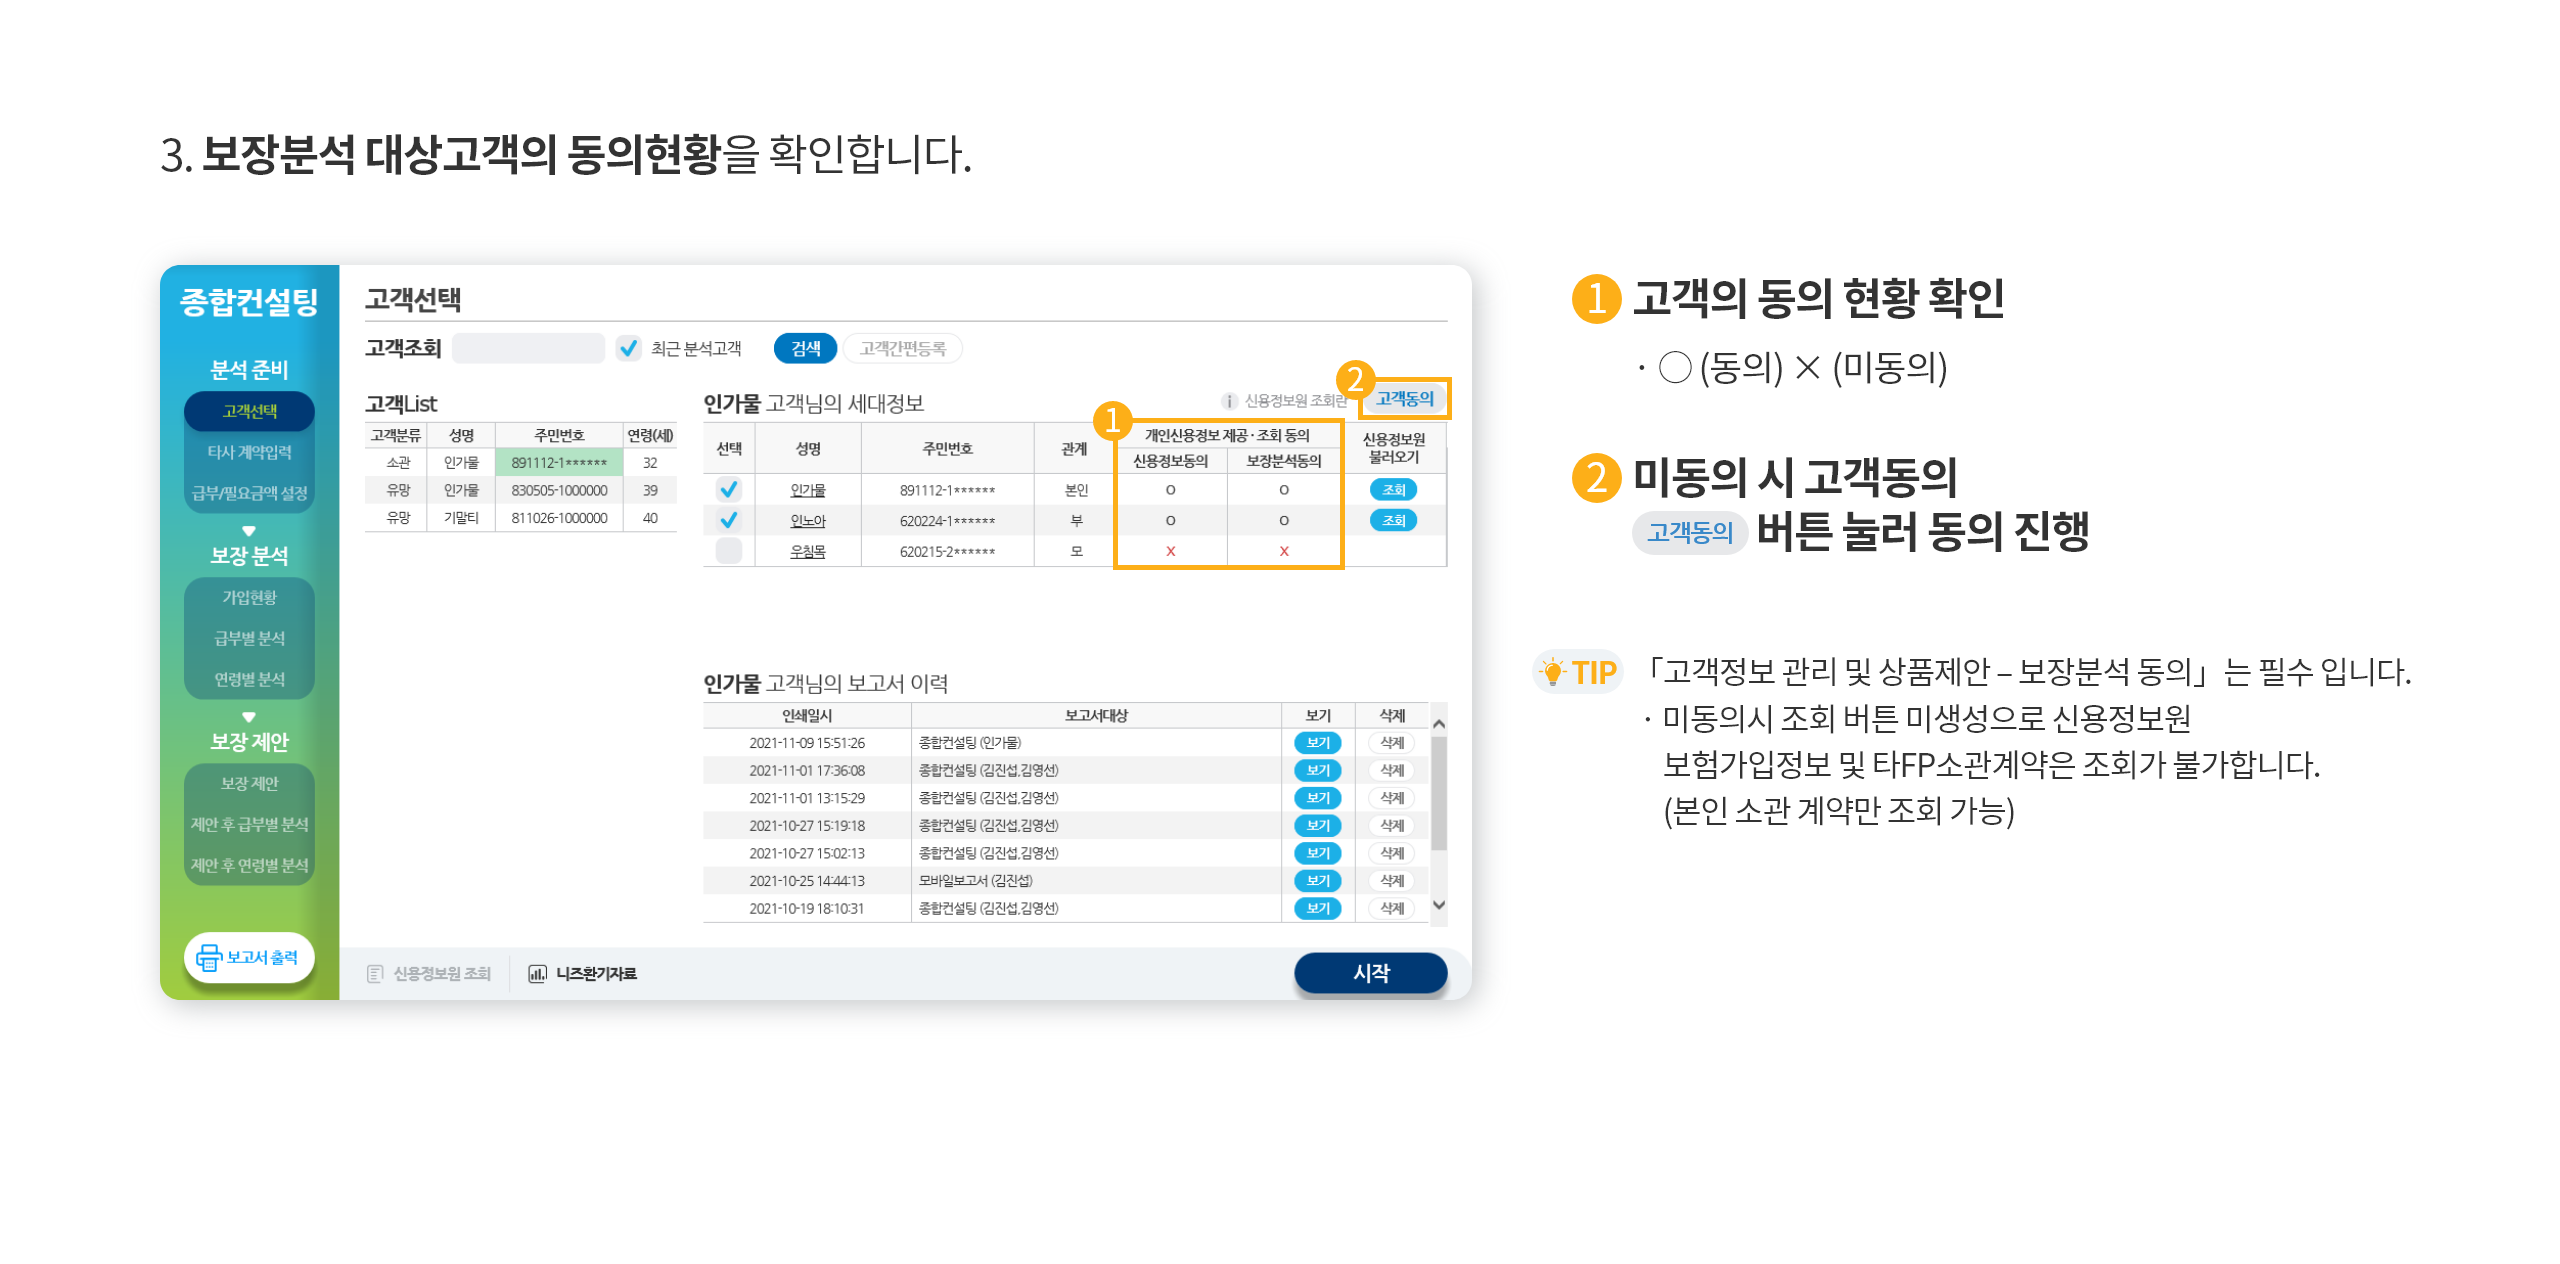 3. 보장분석 대상고객의 동의현황을 확인합니다.
종합컨설팅
분석 준비
고객선택
타사 계약입력
급부/필요금액 설정
보장 분석
가입현황
급부별 분석
연령별 분석
보장 제안
보장 제안
제안 후 급부별 분석
제안 후 연령별 분석
보고서 출력
고객선택
고객조회 최근 분석고객 검색 고객간편등록
고객List
고객분류 성명 주민번호 연령(세)
소관 인가물 891112-1****** 32
유망 인가물 830505-1000000 39
유망 기말티 811026-1000000 40
인가물 고객님의 세대정보 i 신용정보원 조회란 2 고객동의
1
선택 성명 주민번호 관계 개인신용정보 제공 · 조회 동의 신용정보원 불러오기
신용정보동의 보장분석동의
인가물 891112-1****** 본인 O O 조회
인노아 620224-1****** 부 O O 조회
우침목 620215-2****** 모 X X
인가물 고객님의 보고서 이력
인쇄일시 보고서대상 보기 삭제
2021-11-09 15:51:26 종합컨설팅 (인가물) 보기 삭제
2021-11-01 17:36:08 종합컨설팅 (김진섭,김영선) 보기 삭제
2021-11-01 13:15:29 종합컨설팅 (김진섭,김영선) 보기 삭제
2021-10-27 15:19:18 종합컨설팅 (김진섭,김영선) 보기 삭제
2021-10-27 15:02:13 종합컨설팅 (김진섭,김영선) 보기 삭제
2021-10-25 14:44:13 모바일보고서 (김진섭) 보기 삭제
2021-10-19 18:10:31 종합컨설팅 (김진섭,김영선) 보기 삭제
신용정보원 조회 니즈환기자료 시작
1 고객의 동의 현황 확인
· ○ (동의) × (미동의)
2 미동의 시 고객동의
고객동의 버튼 눌러 동의 진행
TIP 「고객정보 관리 및 상품제안 – 보장분석 동의」는 필수 입니다.
· 미동의시 조회 버튼 미생성으로 신용정보원
보험가입정보 및 타FP소관계약은 조회가 불가합니다.
(본인 소관 계약만 조회 가능)